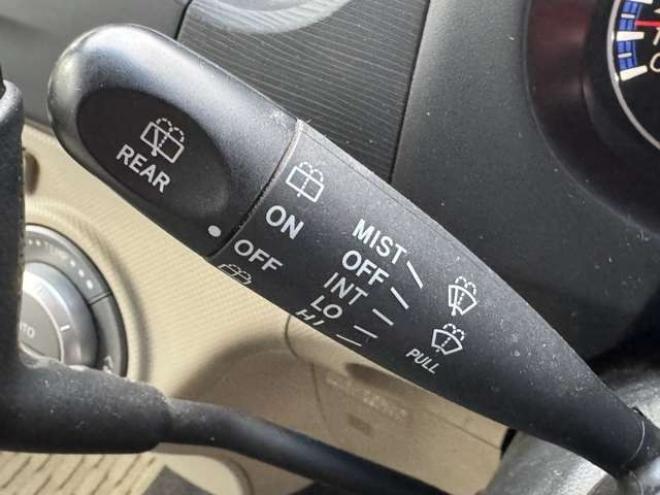 REAR
ON
OFF
MIST
OFF
INT
LO
HI
PULL